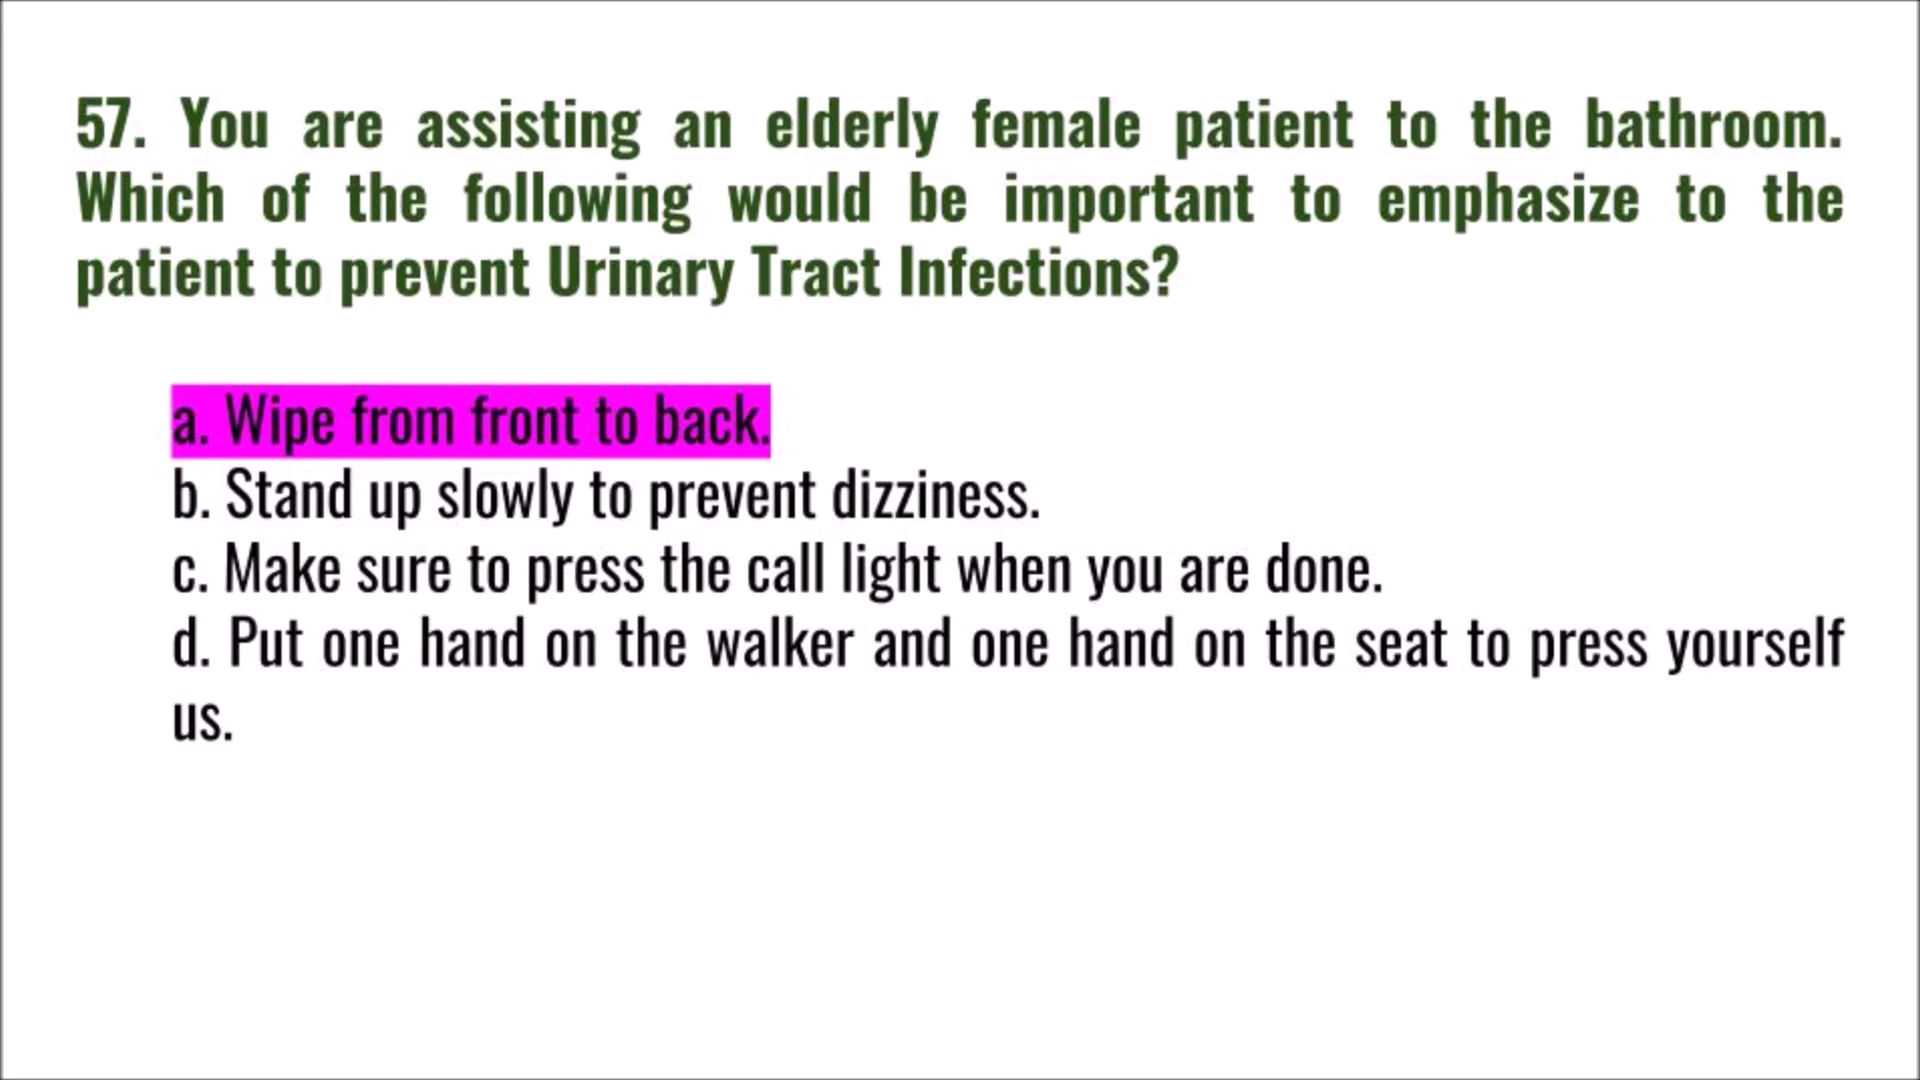 57. You are assisting an elderly female patient to the bathroom.
Which of the following would be important to emphasize to the
patient to prevent Urinary Tract Infections?
a. Wipe from front to back.
b. Stand up slowly to prevent dizziness.
c. Make sure to press the call light when you are done.
d. Put one hand on the walker and one hand on the seat to press yourself
us.